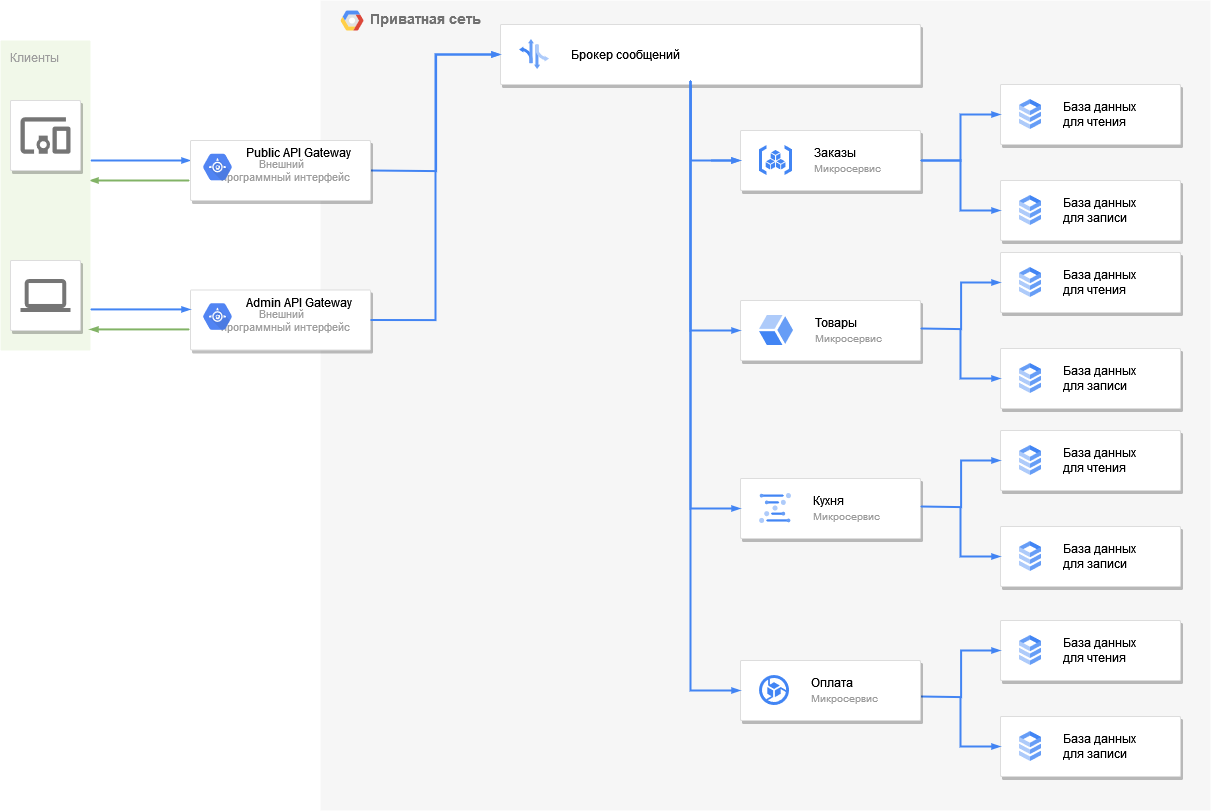 Приватная сеть
Клиенты
Брокер сообщений
Public API Gateway
Внешний
программный интерфейс
Admin API Gateway
Внешний
программный интерфейс
Заказы
Микросервис
База данных
для чтения
База данных
для записи
Товары
Микросервис
База данных
для чтения
База данных
для записи
Кухня
Микросервис
База данных
для чтения
База данных
для записи
Оплата
Микросервис
База данных
для чтения
База данных
для записи